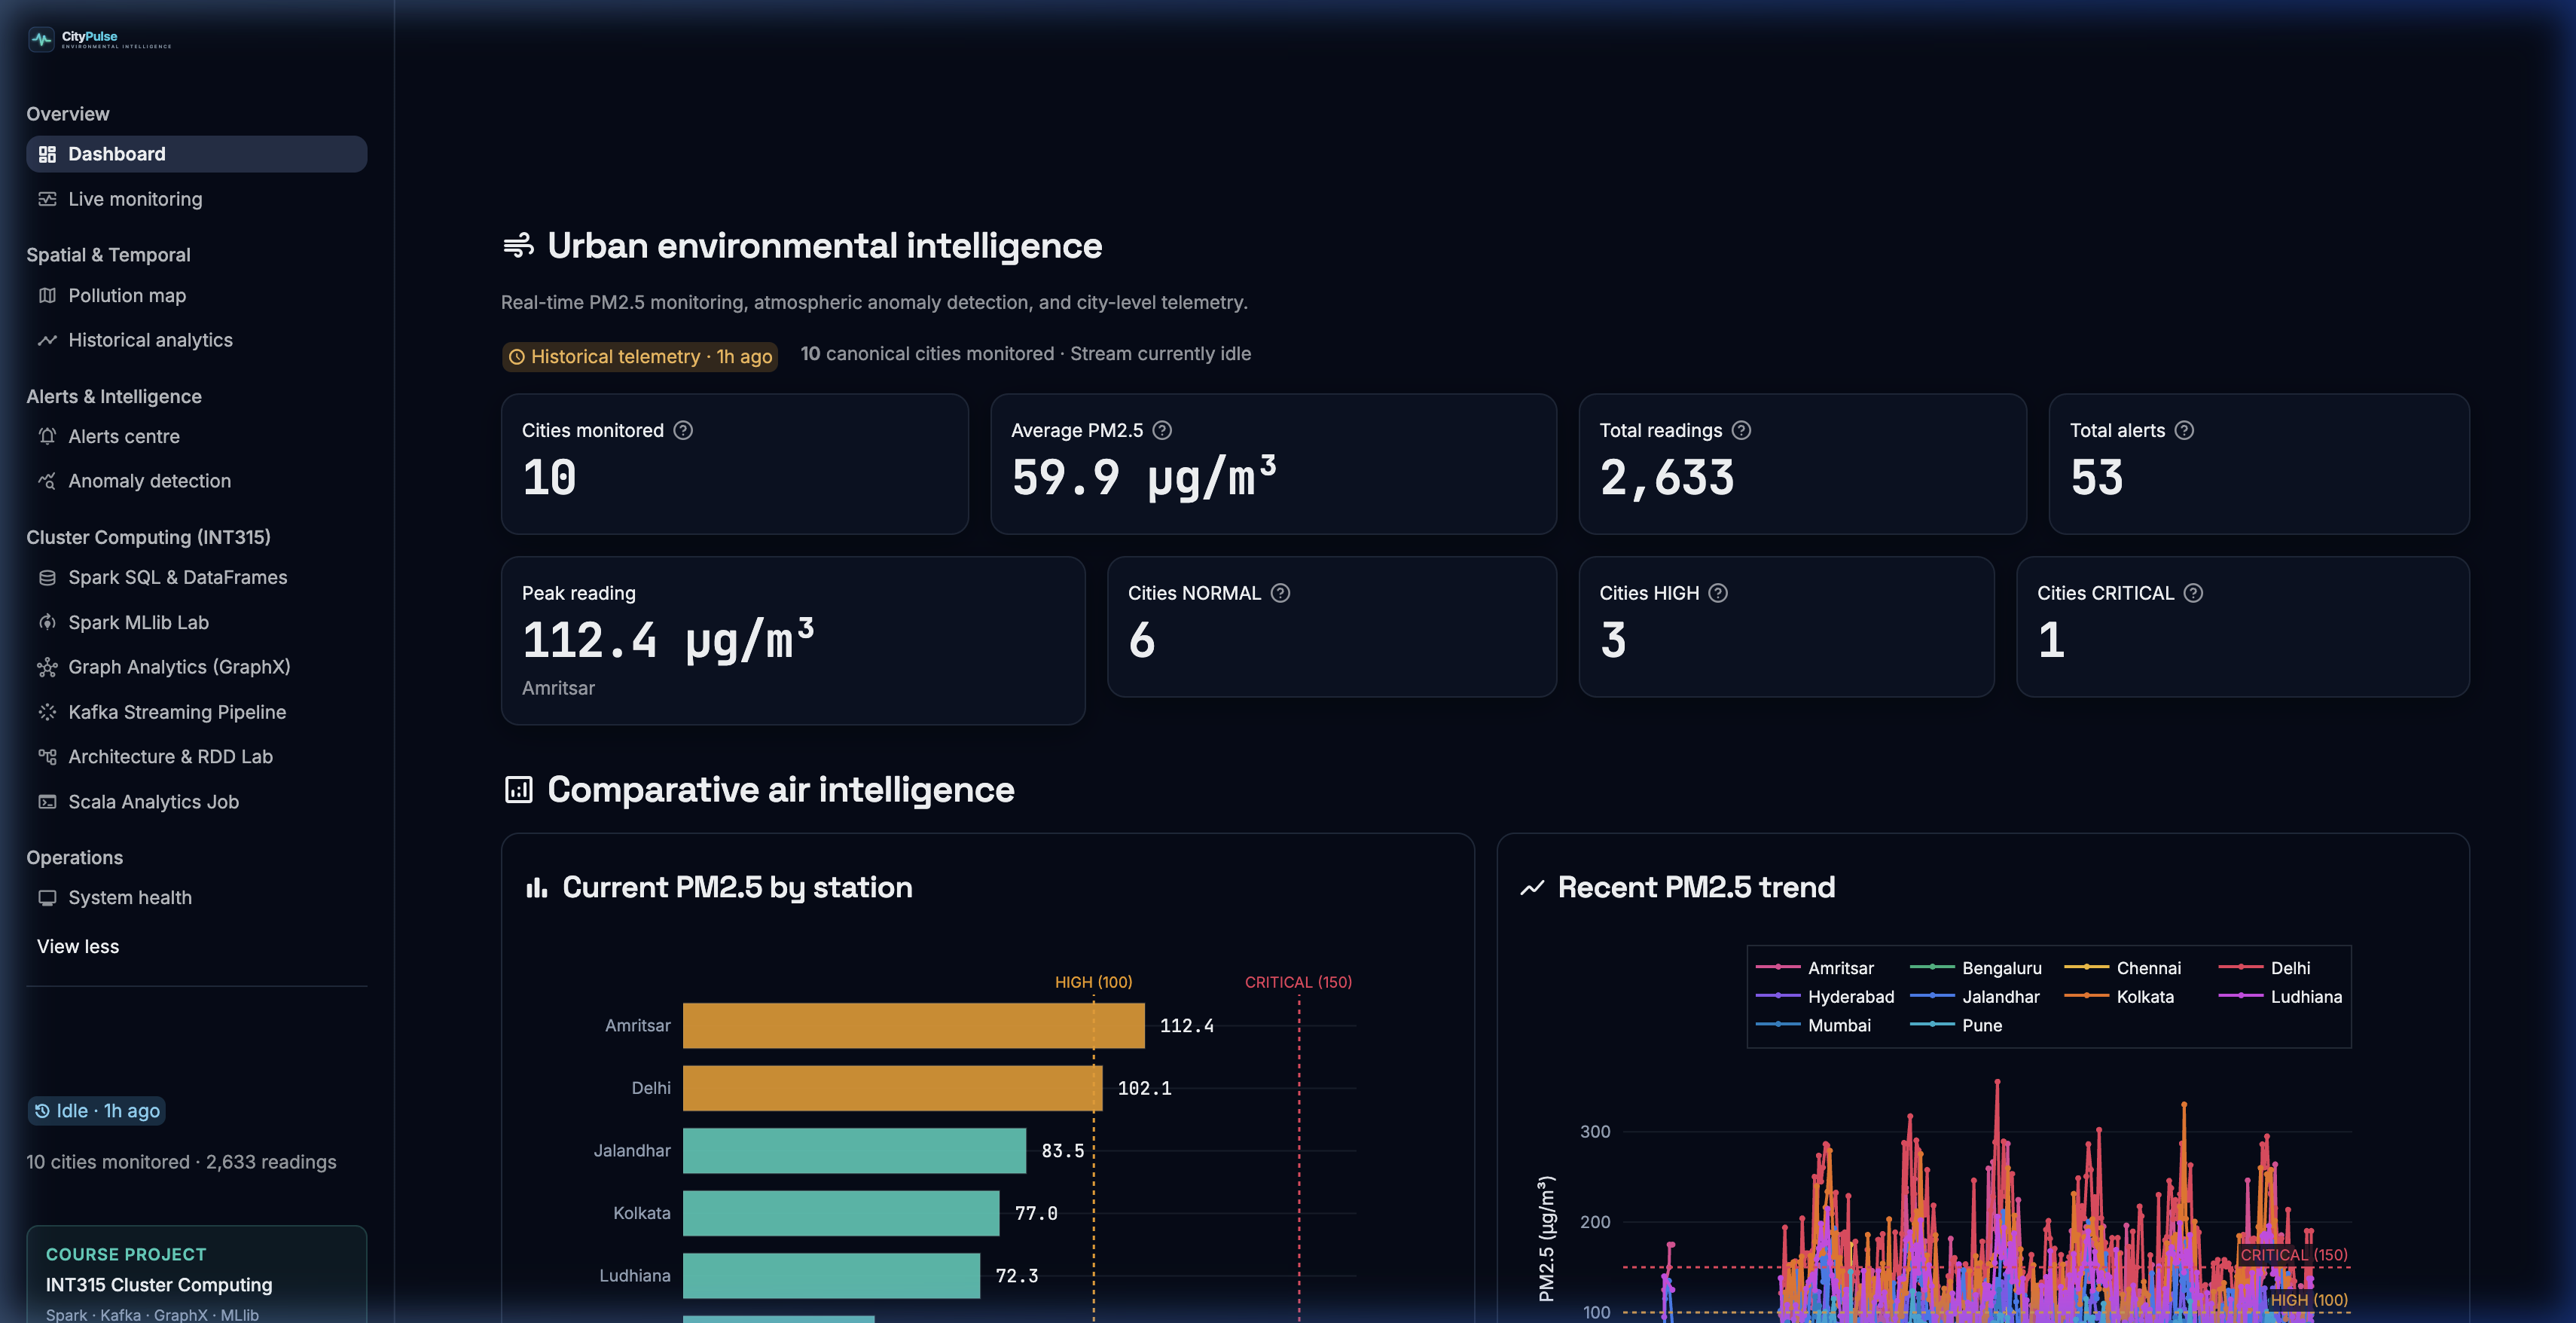 CityPulse
ENVIRONMENTAL INTELLIGENCE
Overview
Dashboard
Live monitoring
Spatial & Temporal
Pollution map
Historical analytics
Alerts & Intelligence
Alerts centre
Anomaly detection
Cluster Computing (INT315)
Spark SQL & DataFrames
Spark MLlib Lab
Graph Analytics (GraphX)
Kafka Streaming Pipeline
Architecture & RDD Lab
Scala Analytics Job
Operations
System health
View less
Idle · 1h ago
10 cities monitored · 2,633 readings
COURSE PROJECT
INT315 Cluster Computing
Spark · Kafka · GraphX · MLlib
Urban environmental intelligence
Real-time PM2.5 monitoring, atmospheric anomaly detection, and city-level telemetry.
Historical telemetry · 1h ago
10 canonical cities monitored · Stream currently idle
Cities monitored
10
Average PM2.5
59.9 µg/m³
Total readings
2,633
Total alerts
53
Peak reading
112.4 µg/m³
Amritsar
Cities NORMAL
6
Cities HIGH
3
Cities CRITICAL
1
Comparative air intelligence
Current PM2.5 by station
HIGH (100)
CRITICAL (150)
Amritsar 112.4
Delhi 102.1
Jalandhar 83.5
Kolkata 77.0
Ludhiana 72.3
Recent PM2.5 trend
Amritsar Bengaluru Chennai Delhi
Hyderabad Jalandhar Kolkata Ludhiana
Mumbai Pune
PM2.5 (µg/m³)
300
200
100
CRITICAL (150)
HIGH (100)